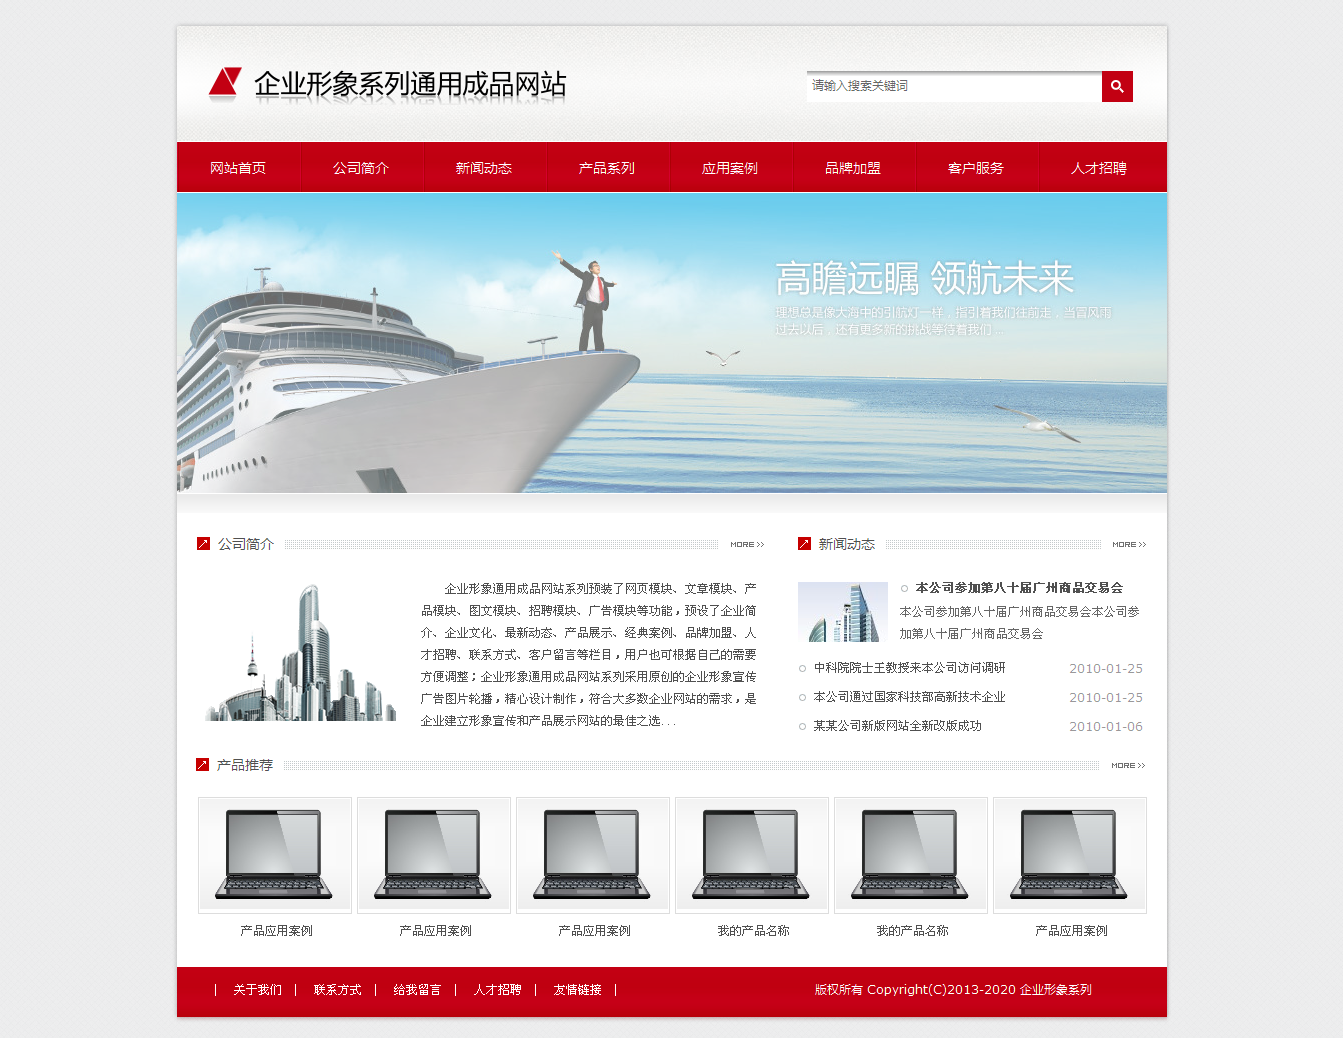 企业形象系列通用成品网站
请输入搜索关键词
网站首页 公司简介 新闻动态 产品系列 应用案例 品牌加盟 客户服务 人才招聘
高瞻远瞩 领航未来
理想总是像大海中的引航灯一样，指引着我们往前走，当冒风雨
过去以后，还有更多新的挑战等待着我们...
公司简介 MORE >>
企业形象通用成品网站系列预装了网页模块、文章模块、产
品模块、图文模块、招聘模块、广告模块等功能，预设了企业简
介、企业文化、最新动态、产品展示、经典案例、品牌加盟、人
才招聘、联系方式、客户留言等栏目，用户也可根据自己的需要
方便调整；企业形象通用成品网站系列采用原创的企业形象宣传
广告图片轮播，精心设计制作，符合大多数企业网站的需求，是
企业建立形象宣传和产品展示网站的最佳之选...
新闻动态 MORE >>
本公司参加第八十届广州商品交易会
本公司参加第八十届广州商品交易会本公司参
加第八十届广州商品交易会
中科院院士王教授来本公司访问调研 2010-01-25
本公司通过国家科技部高新技术企业 2010-01-25
某某公司新版网站全新改版成功 2010-01-06
产品推荐 MORE >>
产品应用案例 产品应用案例 产品应用案例 我的产品名称 我的产品名称 产品应用案例
| 关于我们 | 联系方式 | 给我留言 | 人才招聘 | 友情链接 |
版权所有 Copyright(C)2013-2020 企业形象系列